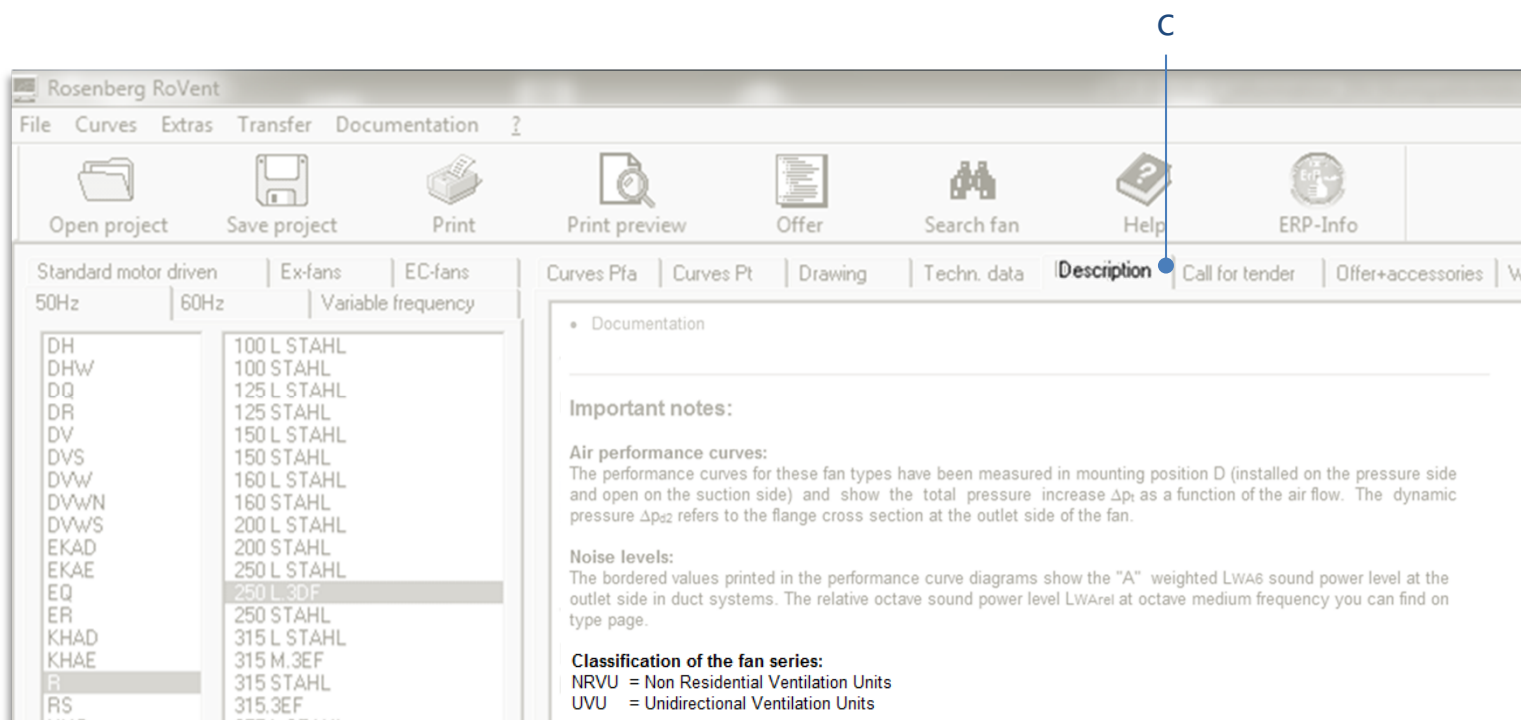 C
Rosenberg RoVent
File Curves Extras Transfer Documentation ?
Open project Save project Print Print preview Offer Search fan Help ERP-Info
ErP
Standard motor driven Ex-fans EC-fans
50Hz 60Hz Variable frequency
Curves Pfa Curves Pt Drawing Techn. data Description Call for tender Offer+accessories
DH
DHW
DQ
DR
DV
DVS
DVW
DVWN
DVWS
EKAD
EKAE
EQ
ER
KHAD
KHAE
R
RS
100 L STAHL
100 STAHL
125 L STAHL
125 STAHL
150 L STAHL
150 STAHL
160 L STAHL
160 STAHL
200 L STAHL
200 STAHL
250 L STAHL
250 L.3DF
250 STAHL
315 L STAHL
315 M.3EF
315 STAHL
315.3EF
• Documentation
Important notes:
Air performance curves:
The performance curves for these fan types have been measured in mounting position D (installed on the pressure side
and open on the suction side) and show the total pressure increase Δpt as a function of the air flow. The dynamic
pressure Δpd2 refers to the flange cross section at the outlet side of the fan.
Noise levels:
The bordered values printed in the performance curve diagrams show the "A" weighted LWA6 sound power level at the
outlet side in duct systems. The relative octave sound power level LWArel at octave medium frequency you can find on
type page.
Classification of the fan series:
NRVU = Non Residential Ventilation Units
UVU = Unidirectional Ventilation Units